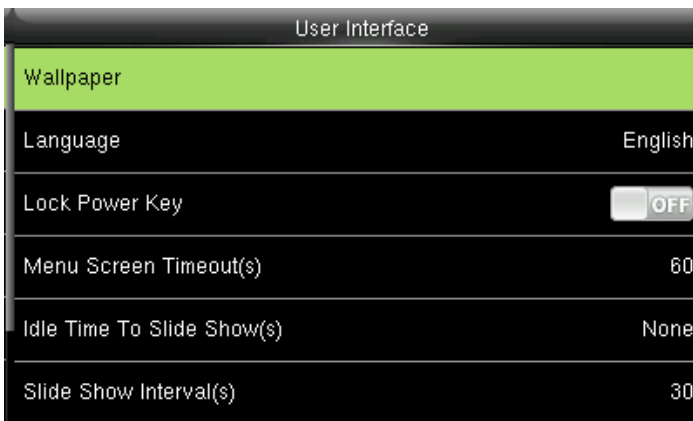 User Interface
Wallpaper
Language English
Lock Power Key OFF
Menu Screen Timeout(s) 60
Idle Time To Slide Show(s) None
Slide Show Interval(s) 30